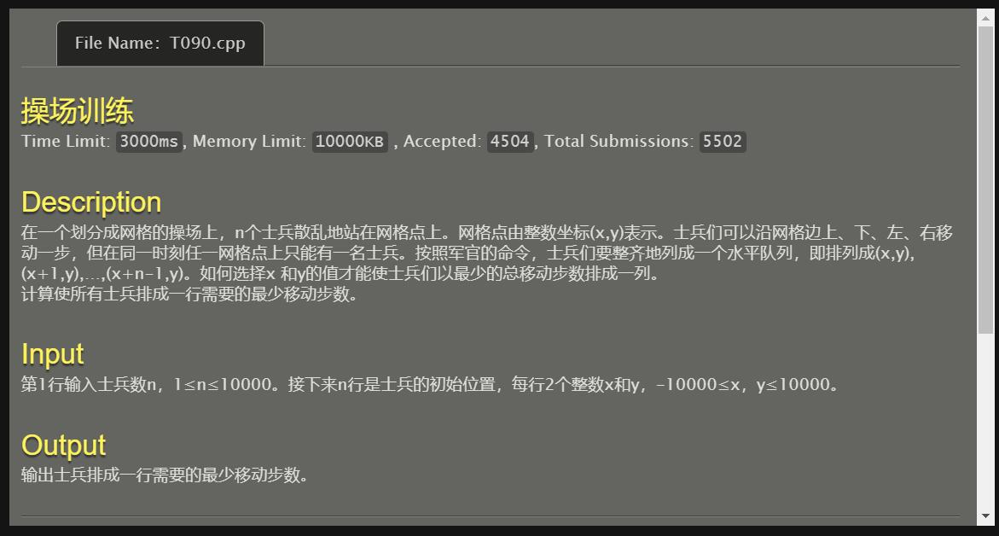 File Name: T090.cpp
操场训练
Time Limit: 3000ms, Memory Limit: 10000KB , Accepted: 4504, Total Submissions: 5502
Description
在一个划分成网格的操场上，n个士兵散乱地站在网格点上。网格点由整数坐标(x,y)表示。士兵们可以沿网格边上、下、左、右移
动一步，但在同一时刻任一网格点上只能有一名士兵。按照军官的命令，士兵们要整齐地列成一个水平队列，即排列成(x,y),
(x+1,y),…,(x+n-1,y)。如何选择x 和y的值才能使士兵们以最少的总移动步数排成一列。
计算使所有士兵排成一行需要的最少移动步数。
Input
第1行输入士兵数n，1≤n≤10000。接下来n行是士兵的初始位置，每行2个整数x和y，-10000≤x，y≤10000。
Output
输出士兵排成一行需要的最少移动步数。